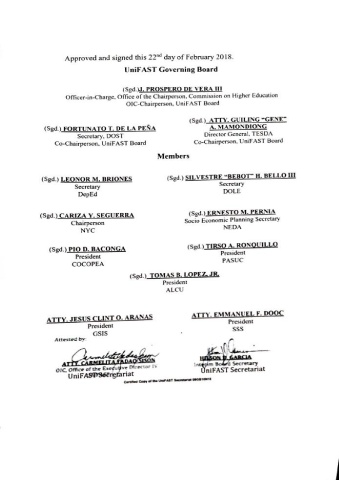 Approved and signed this 22nd day of February 2018.
UniFAST Governing Board
(Sgd.) J. PROSPERO DE VERA III
Officer-in-Charge, Office of the Chairperson, Commission on Higher Education
OIC-Chairperson, UniFAST Board
(Sgd.) FORTUNATO T. DE LA PEÑA
Secretary, DOST
Co-Chairperson, UniFAST Board
(Sgd.) ATTY. GUILING "GENE"
A. MAMONDIONG
Director General, TESDA
Co-Chairperson, UniFAST Board
Members
(Sgd.) LEONOR M. BRIONES
Secretary
DepEd
(Sgd.) SILVESTRE "BEBOT" H. BELLO III
Secretary
DOLE
(Sgd.) CARIZA Y. SEGUERRA
Chairperson
NYC
(Sgd.) ERNESTO M. PERNIA
Socio Economic Planning Secretary
NEDA
(Sgd.) PIO D. BACONGA
President
COCOPEA
(Sgd.) TIRSO A. RONQUILLO
President
PASUC
(Sgd.) TOMAS B. LOPEZ, JR.
President
ALCU
ATTY. JESUS CLINT O. ARANAS
President
GSIS
ATTY. EMMANUEL F. DOOC
President
SSS
Attested by:
ATTY. CARMELITA YADAO-SISON
OIC, Office of the Executive Director IV
UniFAST Secretariat
GARCIA
Interim Board Secretary
UniFAST Secretariat
Certified Copy of the UniFAST Secretariat